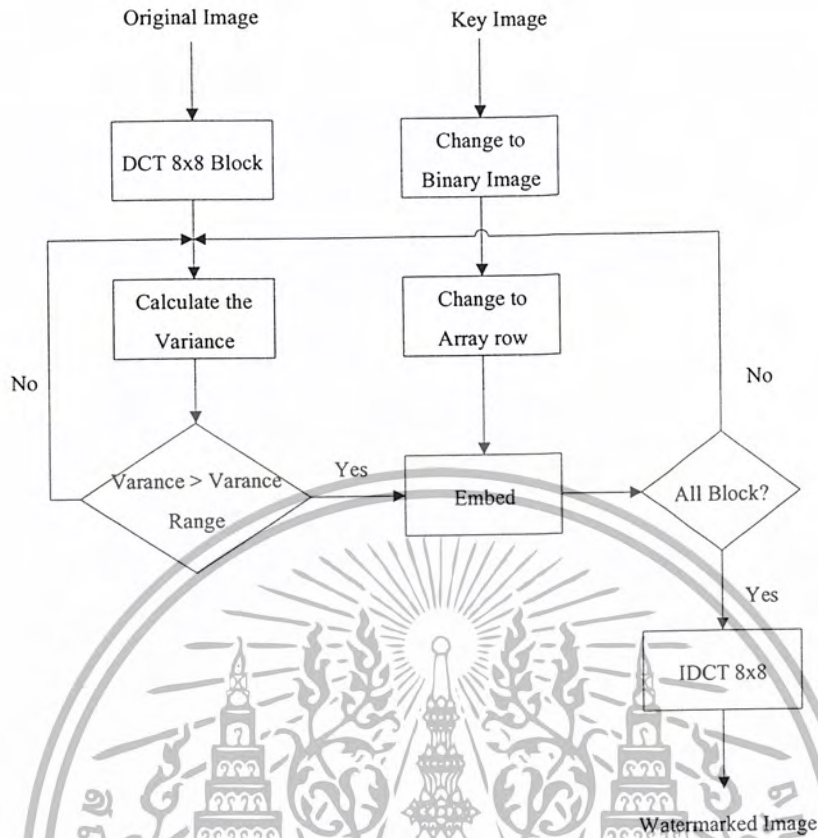 Original Image
Key Image
DCT 8x8 Block
Change to
Binary Image
Calculate the
Variance
Change to
Array row
No
No
Varance > Varance
Range
Yes
Embed
All Block?
Yes
IDCT 8x8
Watermarked Image